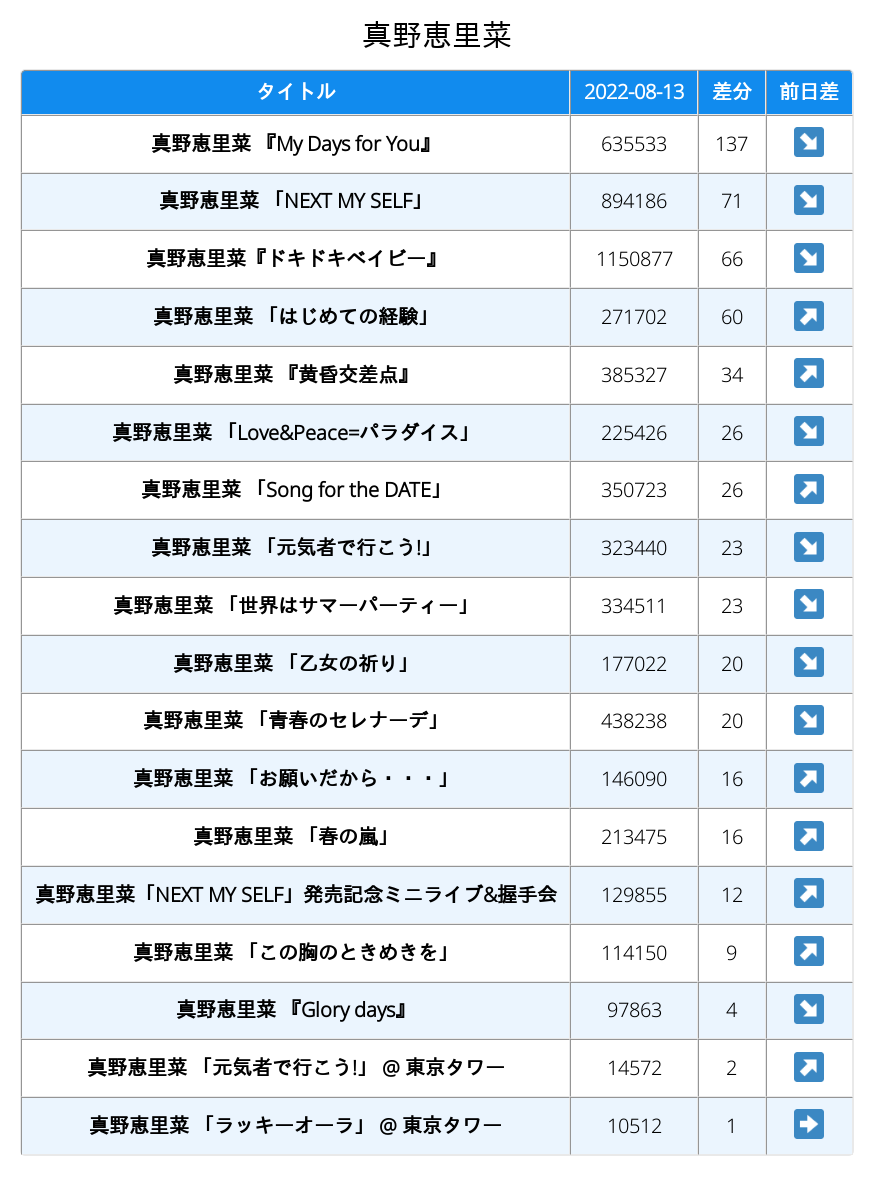 真野恵里菜
タイトル 2022-08-13 差分 前日差
真野恵里菜 『My Days for You』 635533 137 ↘
真野恵里菜 「NEXT MY SELF」 894186 71 ↘
真野恵里菜『ドキドキベイビー』 1150877 66 ↘
真野恵里菜 「はじめての経験」 271702 60 ↗
真野恵里菜 『黄昏交差点』 385327 34 ↗
真野恵里菜 「Love&Peace=パラダイス」 225426 26 ↘
真野恵里菜 「Song for the DATE」 350723 26 ↗
真野恵里菜 「元気者で行こう!」 323440 23 ↘
真野恵里菜 「世界はサマーパーティー」 334511 23 ↘
真野恵里菜 「乙女の祈り」 177022 20 ↘
真野恵里菜 「青春のセレナーデ」 438238 20 ↘
真野恵里菜 「お願いだから・・・」 146090 16 ↗
真野恵里菜 「春の嵐」 213475 16 ↗
真野恵里菜「NEXT MY SELF」発売記念ミニライブ&握手会 129855 12 ↗
真野恵里菜 「この胸のときめきを」 114150 9 ↗
真野恵里菜 『Glory days』 97863 4 ↘
真野恵里菜 「元気者で行こう!」 @ 東京タワー 14572 2 ↗
真野恵里菜 「ラッキーオーラ」 @ 東京タワー 10512 1 →